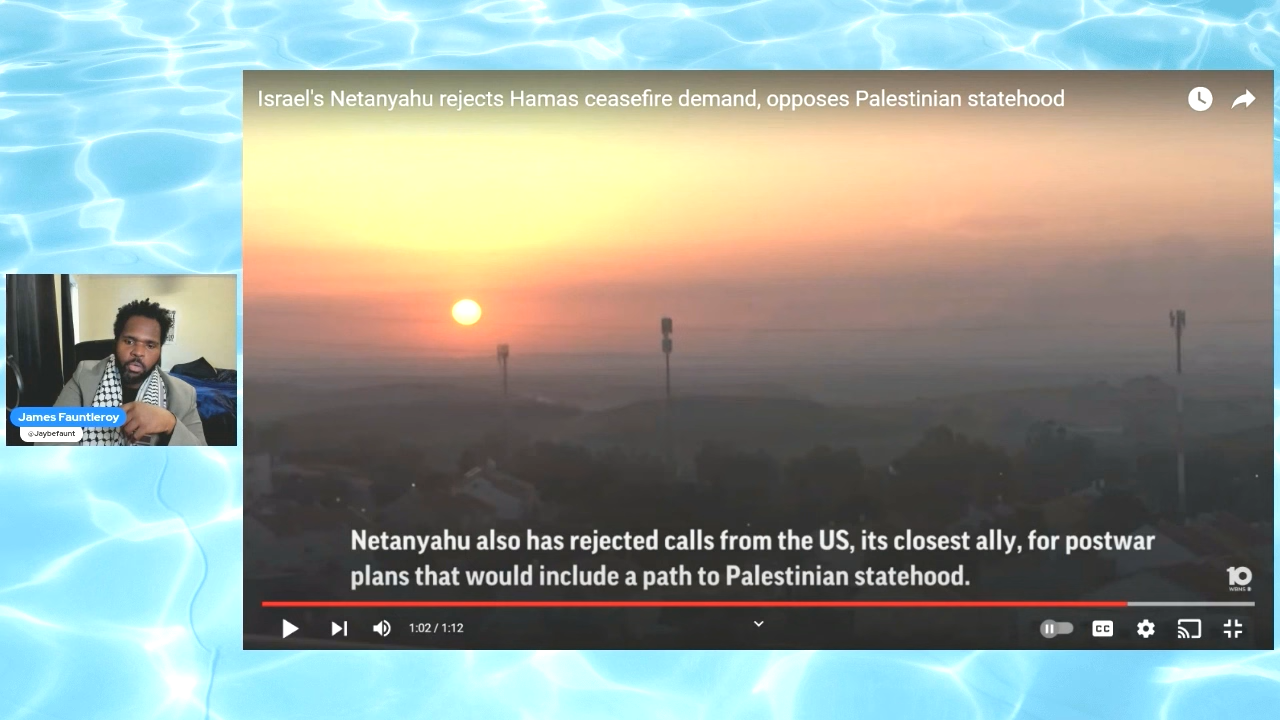 Israel's Netanyahu rejects Hamas ceasefire demand, opposes Palestinian statehood
James Fauntleroy
@Jaybefaunt
Netanyahu also has rejected calls from the US, its closest ally, for postwar
plans that would include a path to Palestinian statehood.
10
WBNS
1:02 / 1:12
CC